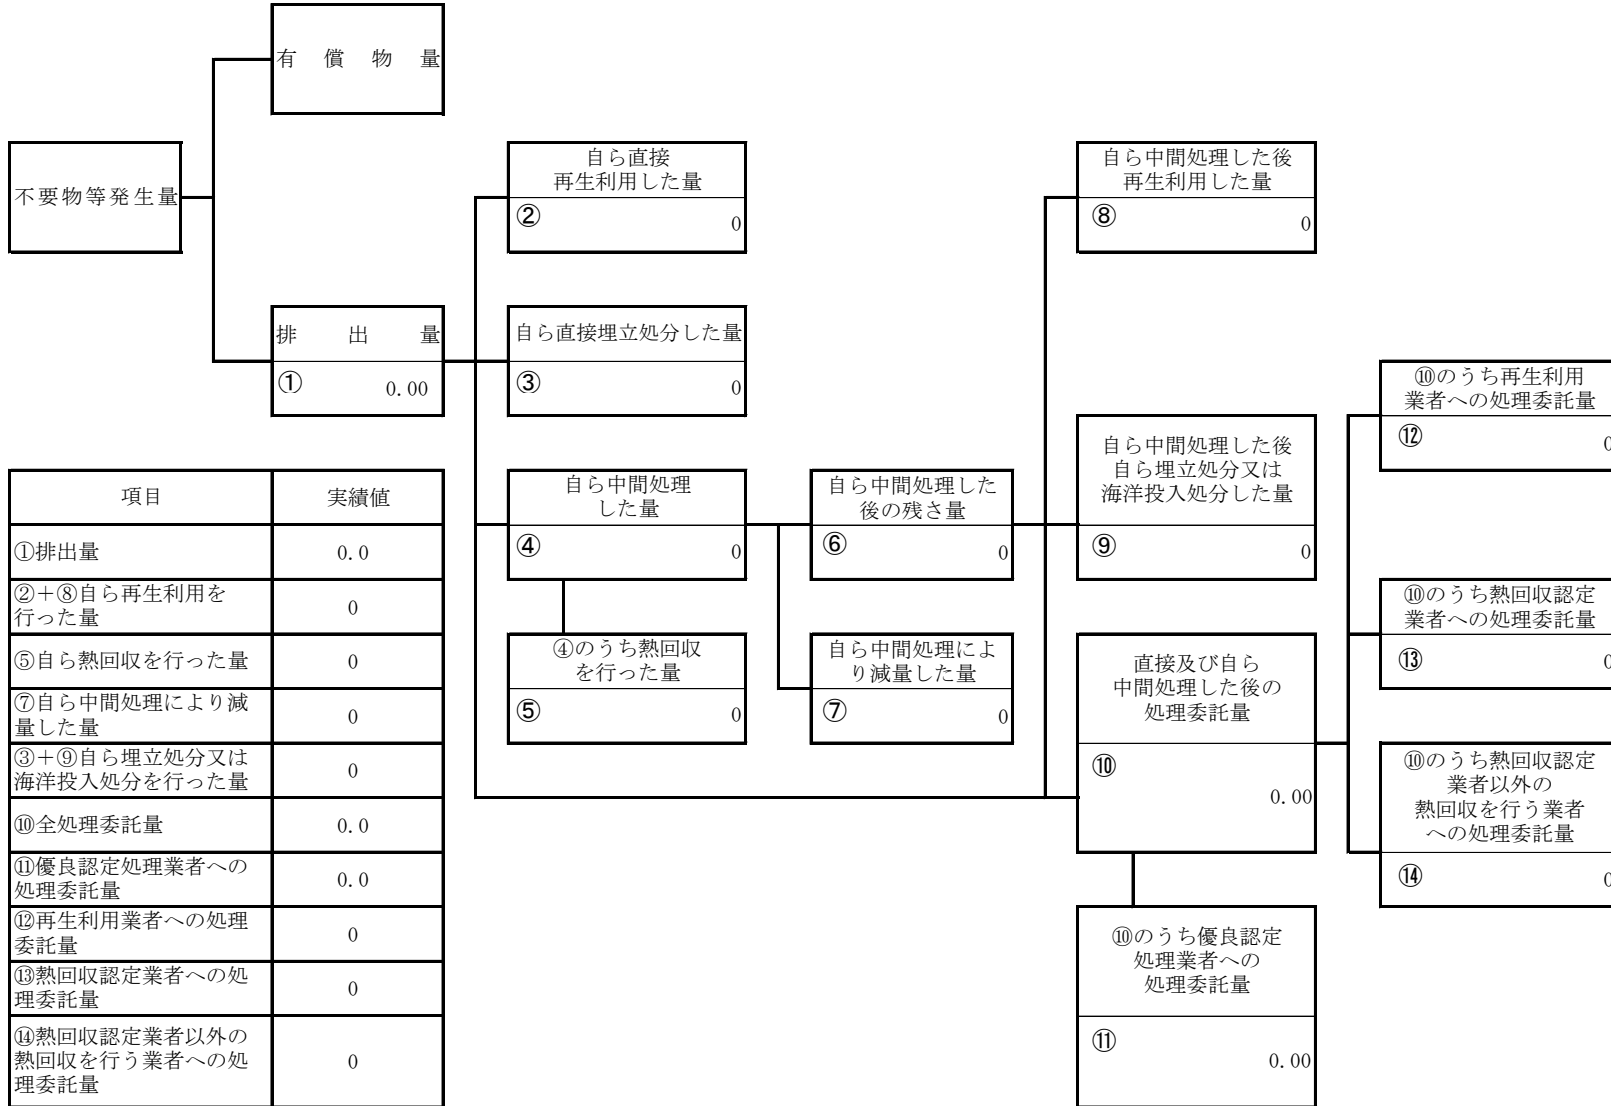 有償物量
不要物等発生量
排出量
① 0.00
自ら直接
再生利用した量
② 0
自ら直接埋立処分した量
③ 0
自ら中間処理
した量
④ 0
④のうち熱回収
を行った量
⑤ 0
自ら中間処理した
後の残さ量
⑥ 0
自ら中間処理によ
り減量した量
⑦ 0
自ら中間処理した後
再生利用した量
⑧ 0
自ら中間処理した後
自ら埋立処分又は
海洋投入処分した量
⑨ 0
直接及び自ら
中間処理した後の
処理委託量
⑩
0.00
⑩のうち優良認定
処理業者への
処理委託量
⑪
0.00
⑩のうち再生利用
業者への処理委託量
⑫ 0
⑩のうち熱回収認定
業者への処理委託量
⑬ 0
⑩のうち熱回収認定
業者以外の
熱回収を行う業者
への処理委託量
⑭ 0
項目 実績値
①排出量 0.0
②＋⑧自ら再生利用を
行った量 0
⑤自ら熱回収を行った量 0
⑦自ら中間処理により減
量した量 0
③＋⑨自ら埋立処分又は
海洋投入処分を行った量 0
⑩全処理委託量 0.0
⑪優良認定処理業者への
処理委託量 0.0
⑫再生利用業者への処理
委託量 0
⑬熱回収認定業者への処
理委託量 0
⑭熱回収認定業者以外の
熱回収を行う業者への処
理委託量 0